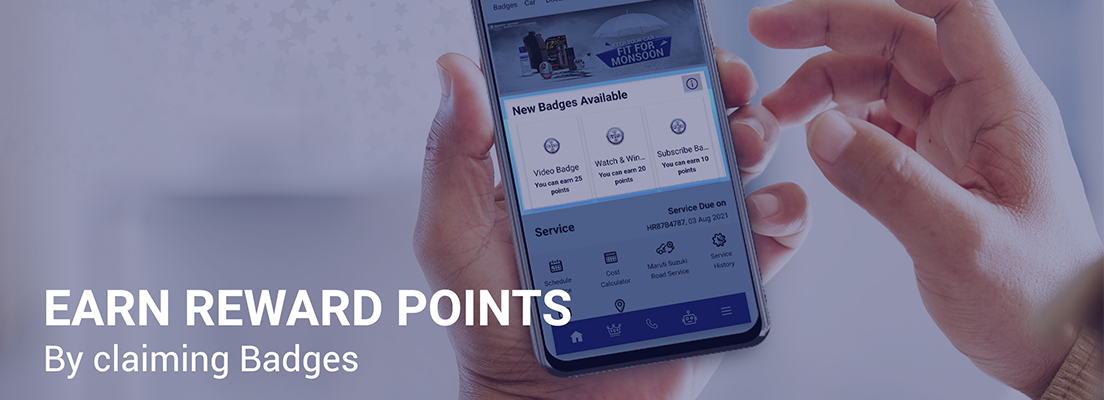 Badges Car
FIT FOR
MONSOON
New Badges Available
Video Badge
You can earn 25
points
Watch & Win...
You can earn 20
points
Subscribe Ba...
You can earn 10
points
Service
Service Due on
HR87B4787, 03 Aug 2021
Schedule
Cost
Calculator
Maruti Suzuki
Road Service
Service
History
EARN REWARD POINTS
By claiming Badges